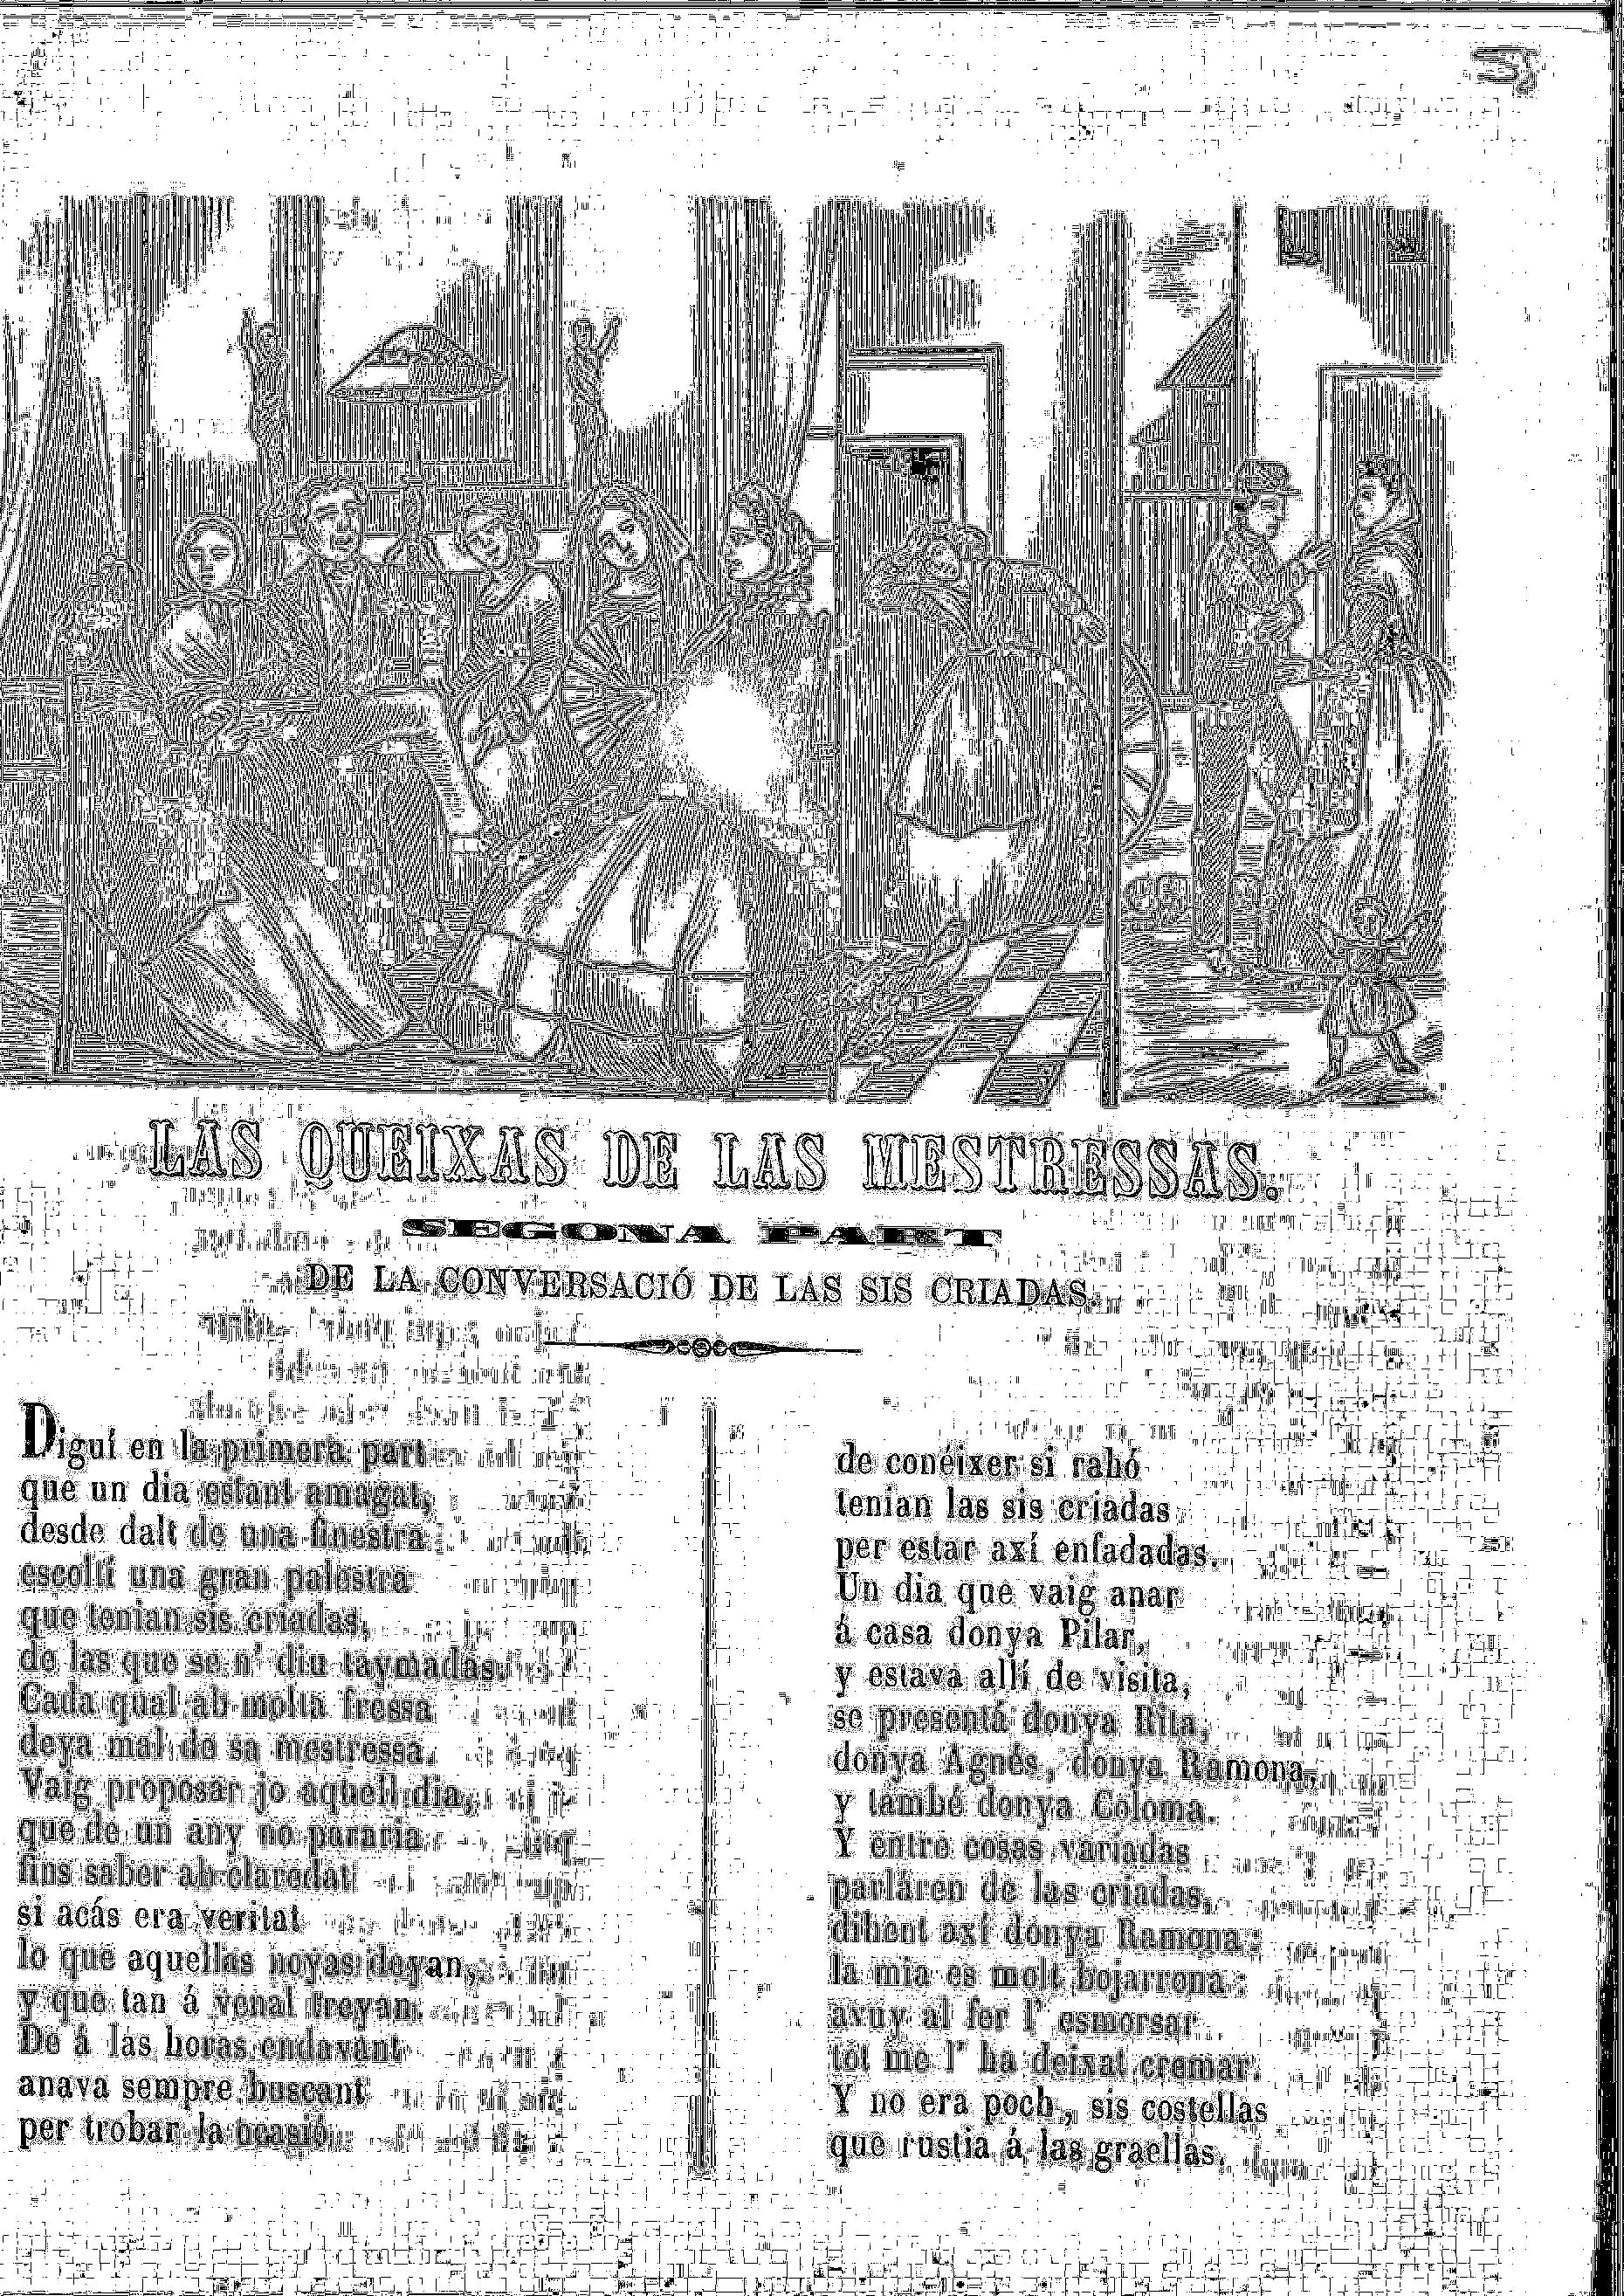 LAS QUEIXAS DE LAS MESTRESSAS.
SEGONA PART
DE LA CONVERSACIÓ DE LAS SIS CRIADAS.
Diguí en la primera part
que un dia estant amagat,
desde dalt de una finestra
escoltí una gran palestra
que tenian sis criadas,
de las que se n' diu taymadas.
Cada qual ab molta fressa
deya mal de sa mestressa.
Vaig proposar jo aquell dia,
que de un any no pararia
fins saber ab claredat
si acás era veritat
lo que aquellas noyas deyan,
y que tan á venal treyan.
De á las horas endavant
anava sempre buscant
per trobar la ocasió
de conéixer si rahó
tenian las sis criadas
per estar axí enfadadas.
Un dia que vaig anar
á casa donya Pilar,
y estava allí de visita,
se presentá donya Rita,
donya Agnés, donya Ramona,
y també donya Coloma.
Y entre cosas variadas
parláren de las criadas,
dihent axí donya Ramona:
la mia es molt bojarrona:
avuy al fer l' esmorsar
tot me l' ha deixat cremar.
Y no era poch, sis costellas
que rustia á las graellas.